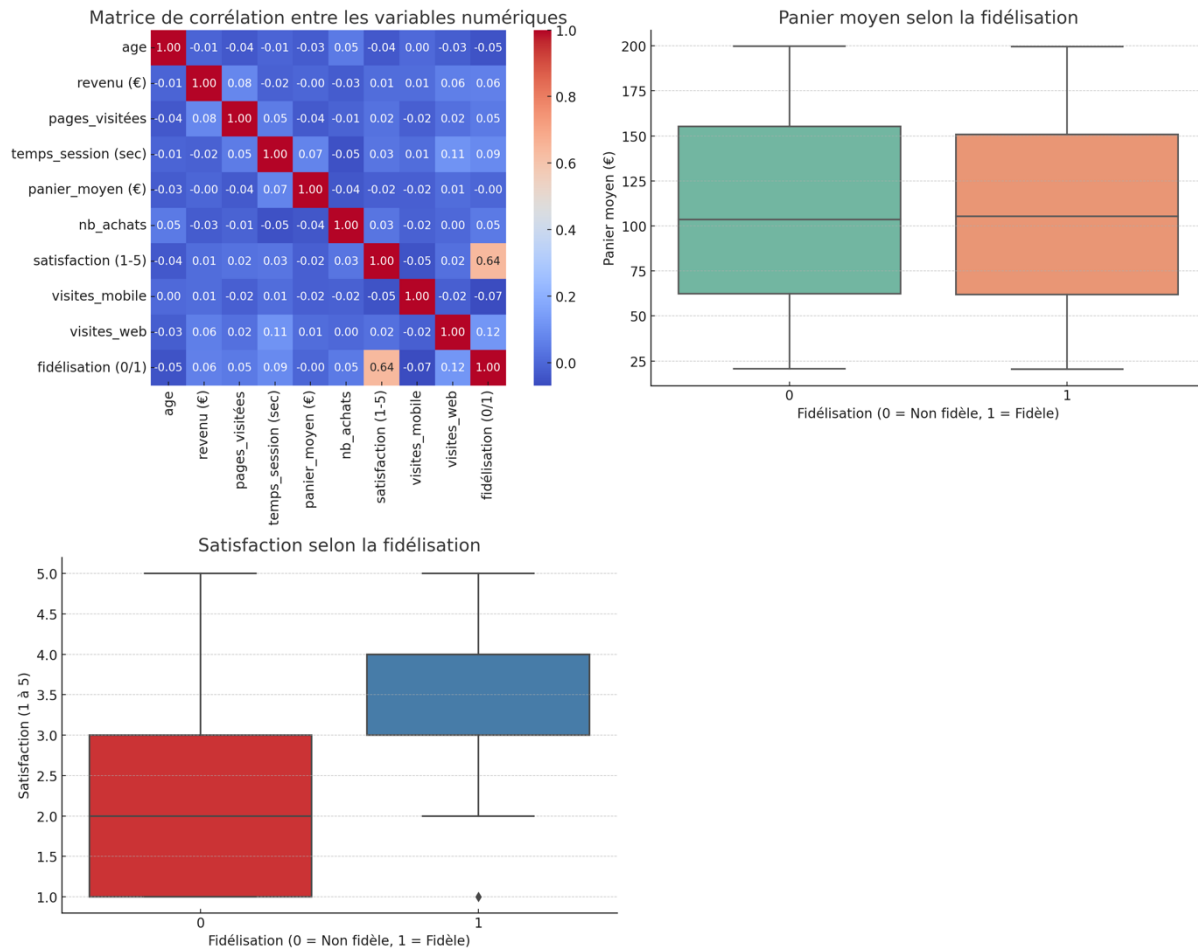 Matrice de corrélation entre les variables numériques
age 1.00 -0.01 -0.04 -0.01 -0.03 0.05 -0.04 0.00 -0.03 -0.05
revenu (€) -0.01 1.00 0.08 -0.02 -0.00 -0.03 0.01 0.01 0.06 0.06
pages_visitées -0.04 0.08 1.00 0.05 -0.04 -0.01 0.02 -0.02 0.02 0.05
temps_session (sec) -0.01 -0.02 0.05 1.00 0.07 -0.05 0.03 0.01 0.11 0.09
panier_moyen (€) -0.03 -0.00 -0.04 0.07 1.00 -0.04 -0.02 -0.02 0.01 -0.00
nb_achats 0.05 -0.03 -0.01 -0.05 -0.04 1.00 0.03 -0.02 0.00 0.05
satisfaction (1-5) -0.04 0.01 0.02 0.03 -0.02 0.03 1.00 -0.05 0.02 0.64
visites_mobile 0.00 0.01 -0.02 0.01 -0.02 -0.02 -0.05 1.00 -0.02 -0.07
visites_web -0.03 0.06 0.02 0.11 0.01 0.00 0.02 -0.02 1.00 0.12
fidélisation (0/1) -0.05 0.06 0.05 0.09 -0.00 0.05 0.64 -0.07 0.12 1.00
age
revenu (€)
pages_visitées
temps_session (sec)
panier_moyen (€)
nb_achats
satisfaction (1-5)
visites_mobile
visites_web
fidélisation (0/1)
1.0
0.8
0.6
0.4
0.2
0.0
Panier moyen selon la fidélisation
Panier moyen (€)
200
175
150
125
100
75
50
25
0 1
Fidélisation (0 = Non fidèle, 1 = Fidèle)
Satisfaction selon la fidélisation
Satisfaction (1 à 5)
5.0
4.5
4.0
3.5
3.0
2.5
2.0
1.5
1.0
0 1
Fidélisation (0 = Non fidèle, 1 = Fidèle)